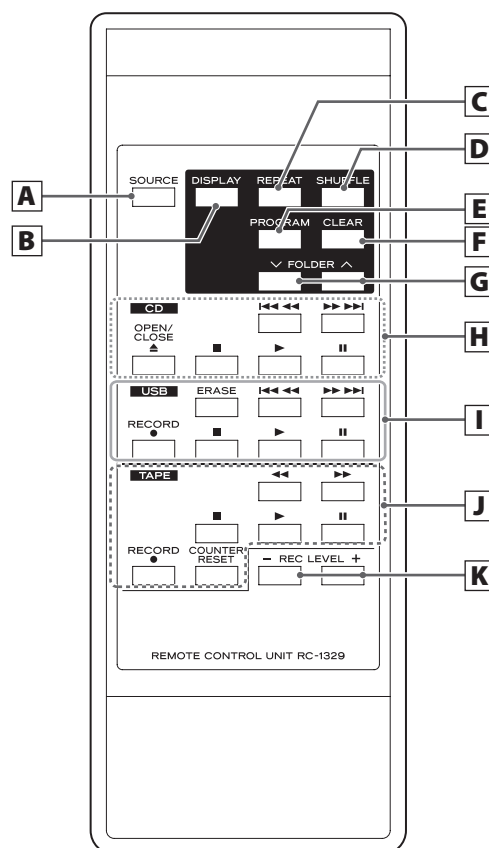 C
D
SOURCE DISPLAY REPEAT SHUFFLE
A
E
PROGRAM CLEAR
B
F
FOLDER
G
CD
OPEN/
CLOSE
H
USB ERASE
I
RECORD
TAPE
J
RECORD COUNTER
RESET
− REC LEVEL +
K
REMOTE CONTROL UNIT RC-1329